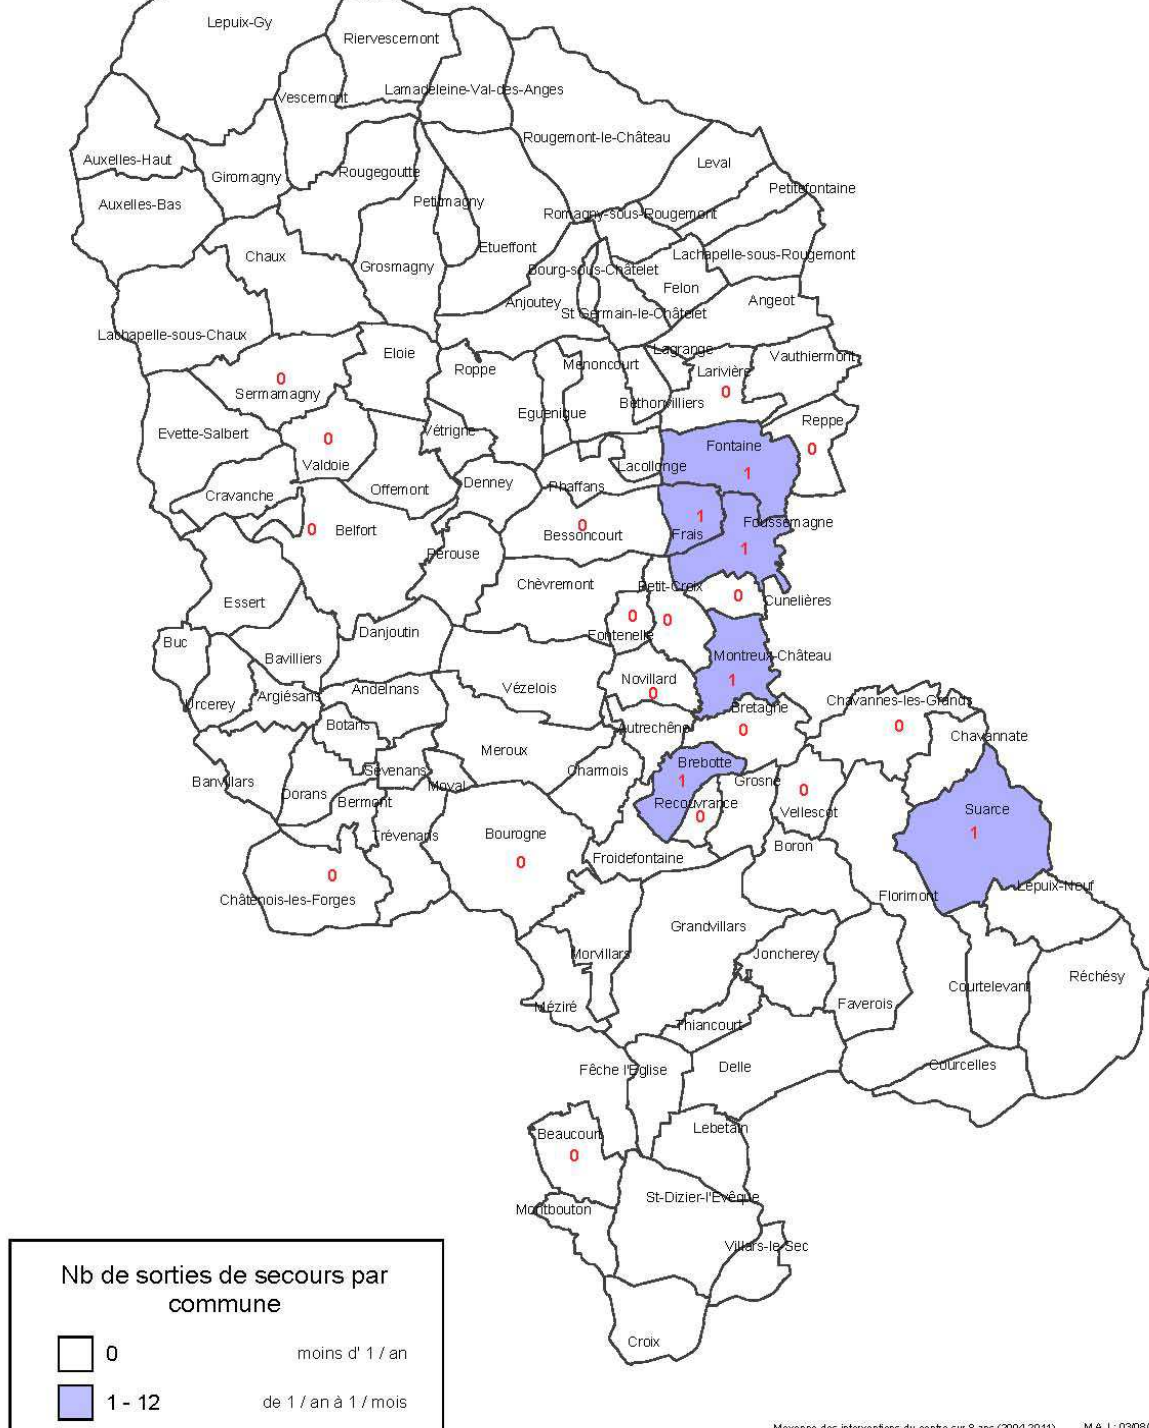 Lepuix-Gy
Riervescemont
Lamadeleine-Val-des-Anges
Vescemont
Rougemont-le-Château
Auxelles-Haut
Leval
Giromagny
Rougegoutte
Petitefontaine
Auxelles-Bas
Petitmagny
Romagny-sous-Rougemont
Etueffont
Chaux
Lachapelle-sous-Rougemont
Grosmagny
Bourg-sous-Châtelet
Felon
Anjoutey
Angeot
St Germain-le-Châtelet
Lachapelle-sous-Chaux
Eloie
Lagrange
Vauthiermont
Roppe
Menoncourt
Larivière
0
0
Sermamagny
Bethonvilliers
Eguenigue
Reppe
Evette-Salbert
Vétrigne
0
Fontaine
0
Valdoie
Lacollonge
1
Cravanche
Offemont
Denney
Phaffans
0
Belfort
0
Bessoncourt
1
Frais
Foussemagne
1
Pérouse
Chèvremont
Petit-Croix
0
Cunelières
Essert
0
0
Fontenelle
Buc
Danjoutin
Bavilliers
Montreux-Château
1
Urcerey
Argiésans
Andelnans
Vézelois
Novillard
0
Bretagne
0
Chavannes-les-Grands
0
Botans
Autrechêne
Chavannate
Meroux
Banvillars
Sévenans
Charmois
Brebotte
1
Grosne
0
Dorans
Bermont
Moval
Recouvrance
0
Vellescot
Suarce
1
Trévenans
Bourogne
0
Froidefontaine
Boron
0
Châtenois-les-Forges
Lepuix-Neuf
Florimont
Grandvillars
Morvillars
Joncherey
Réchésy
Courtelevant
Méziré
Faverois
Thiancourt
Fêche l'Eglise
Delle
Courcelles
Beaucourt
0
Lebetain
St-Dizier-l'Evêque
Montbouton
Villars-le-Sec
Croix
Nb de sorties de secours par
commune
0 moins d' 1 / an
1 - 12 de 1 / an à 1 / mois